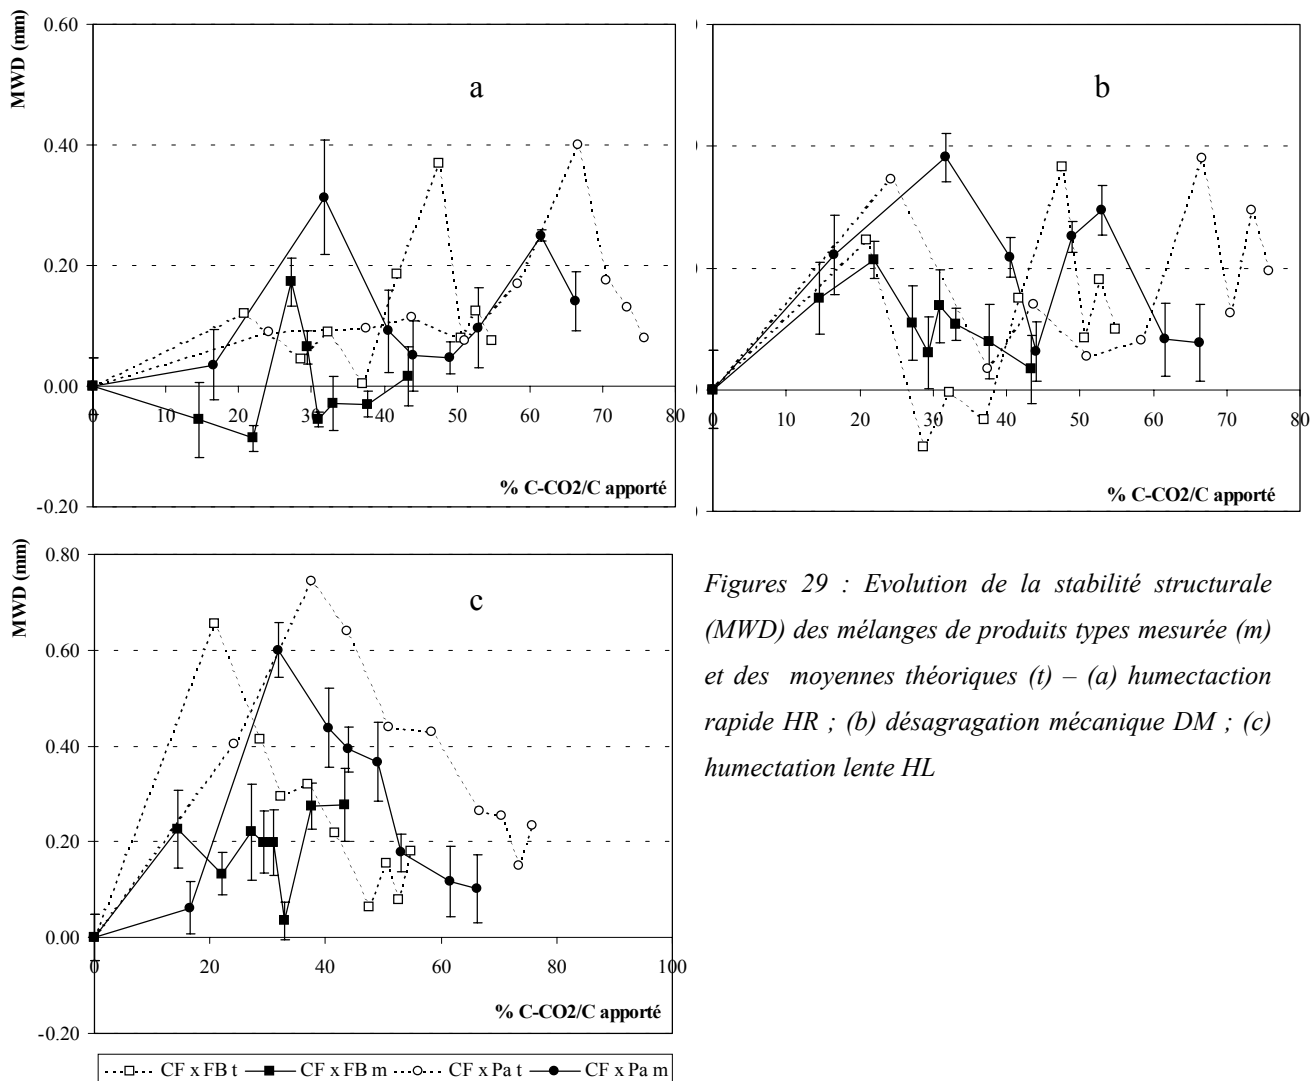 MWD (mm)
0.60
0.40
0.20
0.00
-0.20
0
10
20
30
40
50
60
70
80
a
% C-CO2/C apporté
0
10
20
30
40
50
60
70
80
b
% C-CO2/C apporté
MWD (mm)
0.80
0.60
0.40
0.20
0.00
-0.20
0
20
40
60
80
100
c
% C-CO2/C apporté
CF x FB t
CF x FB m
CF x Pa t
CF x Pa m
Figures 29 : Evolution de la stabilité structurale
(MWD) des mélanges de produits types mesurée (m)
et des moyennes théoriques (t) – (a) humectaction
rapide HR ; (b) désagragation mécanique DM ; (c)
humectation lente HL